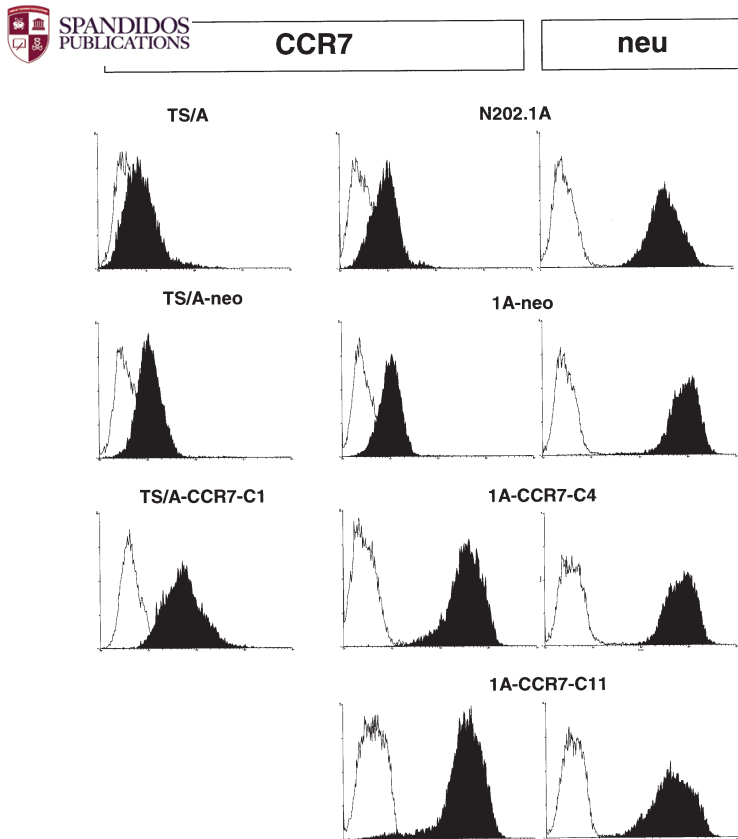 SPANDIDOS
PUBLICATIONS
CCR7
neu
TS/A
N202.1A
TS/A-neo
1A-neo
TS/A-CCR7-C1
1A-CCR7-C4
1A-CCR7-C11